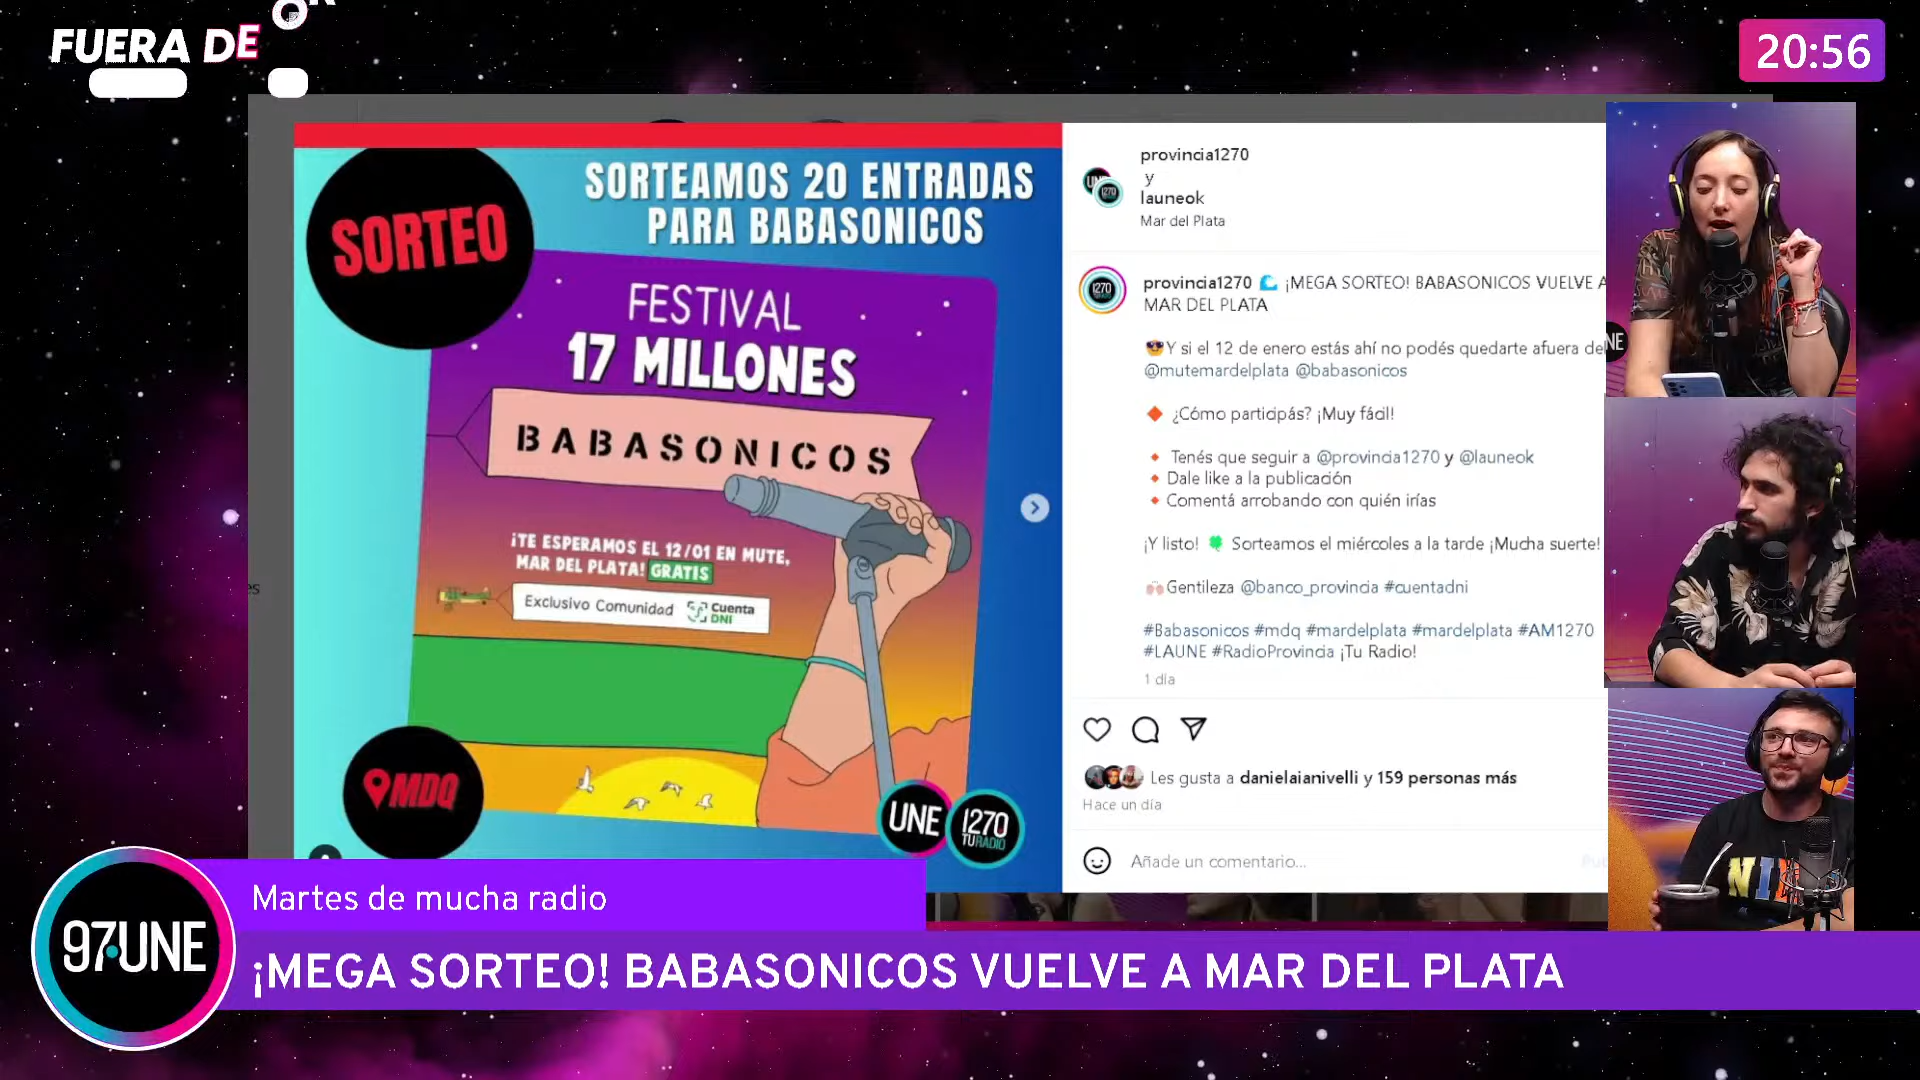 FUERA DE
20:56
SORTEO
SORTEAMOS 20 ENTRADAS
PARA BABASONICOS
FESTIVAL
17 MILLONES
BABASONICOS
¡TE ESPERAMOS EL 12/01 EN MUTE,
MAR DEL PLATA! GRATIS
Exclusivo Comunidad Cuenta
DNI
MDQ
UNE
1270
TU RADIO
provincia1270
y
launeok
Mar del Plata
provincia1270 🌊 ¡MEGA SORTEO! BABASONICOS VUELVE A
MAR DEL PLATA
Y si el 12 de enero estás ahí no podés quedarte afuera de
@mutemardelplata @babasonicos
♦ ¿Cómo participás? ¡Muy fácil!
🔸 Tenés que seguir a @provincia1270 y @launeok
🔸 Dale like a la publicación
🔸 Comentá arrobando con quién irías
¡Y listo! 🍀 Sorteamos el miércoles a la tarde ¡Mucha suerte!
🙌🏻Gentileza @banco_provincia #cuentadni
#Babasonicos #mdq #mardelplata #mardelplata #AM1270
#LAUNE #RadioProvincia ¡Tu Radio!
1 día
Les gusta a danielaianivelli y 159 personas más
Hace un día
Añade un comentario...
NE
97.UNE
Martes de mucha radio
¡MEGA SORTEO! BABASONICOS VUELVE A MAR DEL PLATA